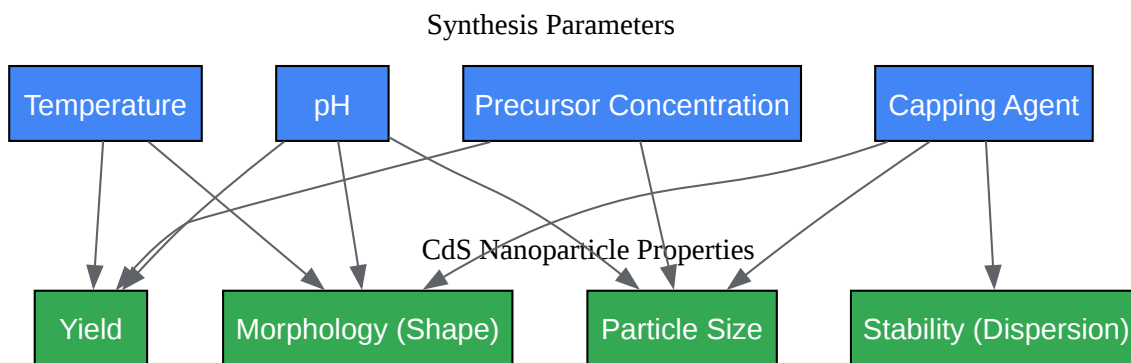 Synthesis Parameters
Temperature
pH
Precursor Concentration
Capping Agent
CdS Nanoparticle Properties
Yield
Morphology (Shape)
Particle Size
Stability (Dispersion)